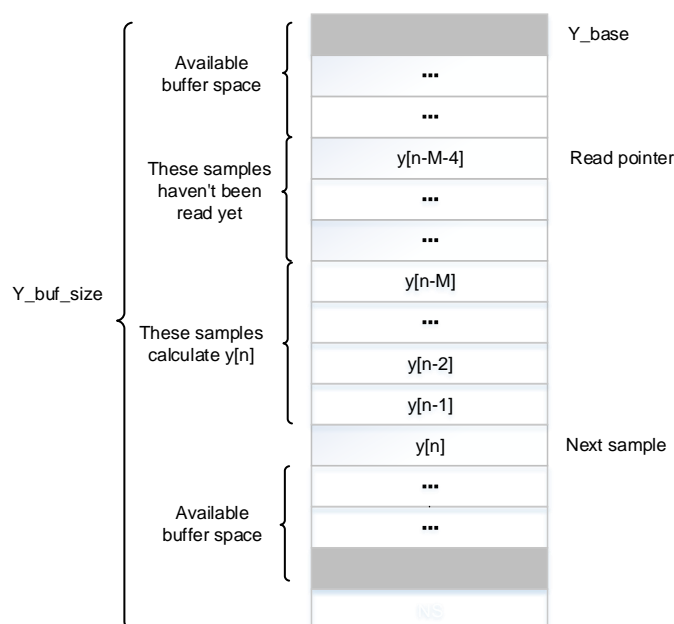 Y_base
Available
buffer space
...
...
y[n-M-4]
Read pointer
These samples
haven't been
read yet
...
...
Y_buf_size
y[n-M]
These samples
calculate y[n]
...
y[n-2]
y[n-1]
y[n]
Next sample
...
Available
buffer space
...